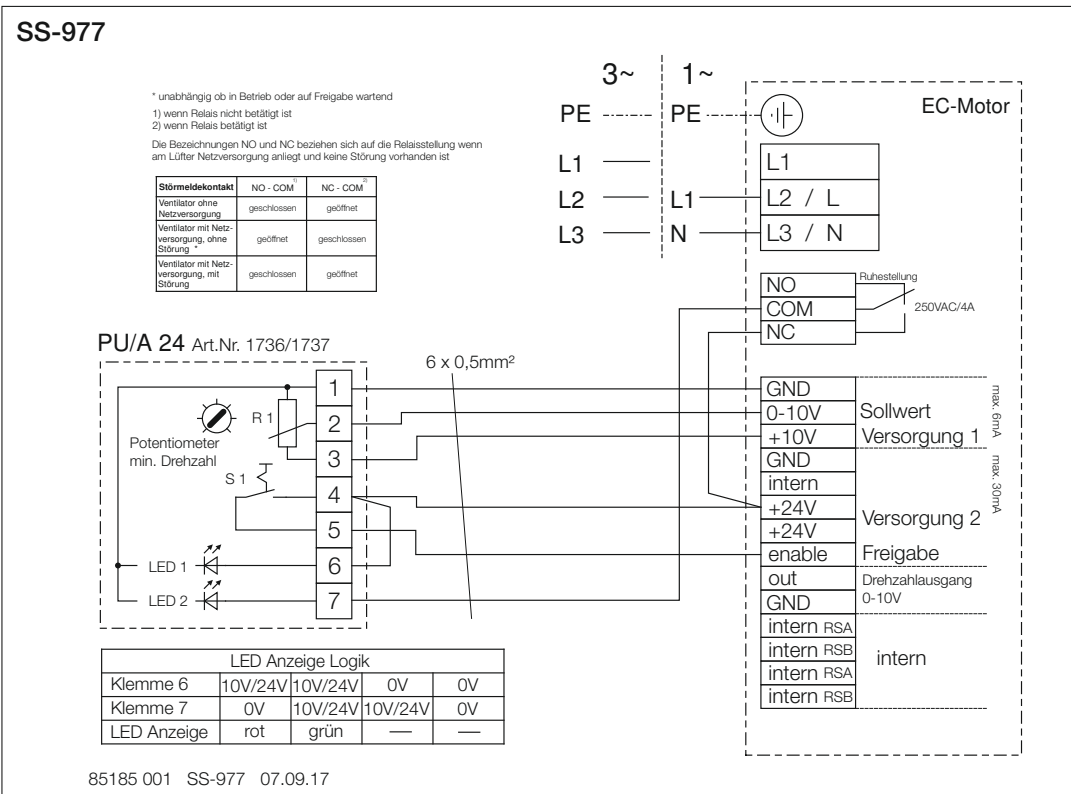 SS-977
* unabhängig ob in Betrieb oder auf Freigabe wartend
1) wenn Relais nicht betätigt ist
2) wenn Relais betätigt ist
Die Bezeichnungen NO und NC beziehen sich auf die Relaisstellung wenn
am Lüfter Netzversorgung anliegt und keine Störung vorhanden ist
Störmeldekontakt NO - COM 1) NC - COM 2)
Ventilator ohne
Netzversorgung
geschlossen geöffnet
Ventilator mit Netz-
versorgung, ohne
Störung *
geöffnet geschlossen
Ventilator mit Netz-
versorgung, mit
Störung
geschlossen geöffnet
3~ 1~
PE PE
L1
L2 L1
L3 N
EC-Motor
L1
L2 / L
L3 / N
NO
COM
NC
Ruhestellung
250VAC/4A
PU/A 24 Art.Nr. 1736/1737
6 x 0,5mm²
1
2
3
4
5
6
7
R 1
Potentiometer
min. Drehzahl
S 1
LED 1
LED 2
GND
0-10V Sollwert
+10V Versorgung 1
max. 6mA
GND
intern
+24V
+24V
Versorgung 2
max. 30mA
enable Freigabe
out
GND
Drehzahlausgang
0-10V
intern RSA
intern RSB
intern RSA
intern RSB
intern
LED Anzeige Logik
Klemme 6 10V/24V 10V/24V 0V 0V
Klemme 7 0V 10V/24V 10V/24V 0V
LED Anzeige rot grün — —
85185 001 SS-977 07.09.17